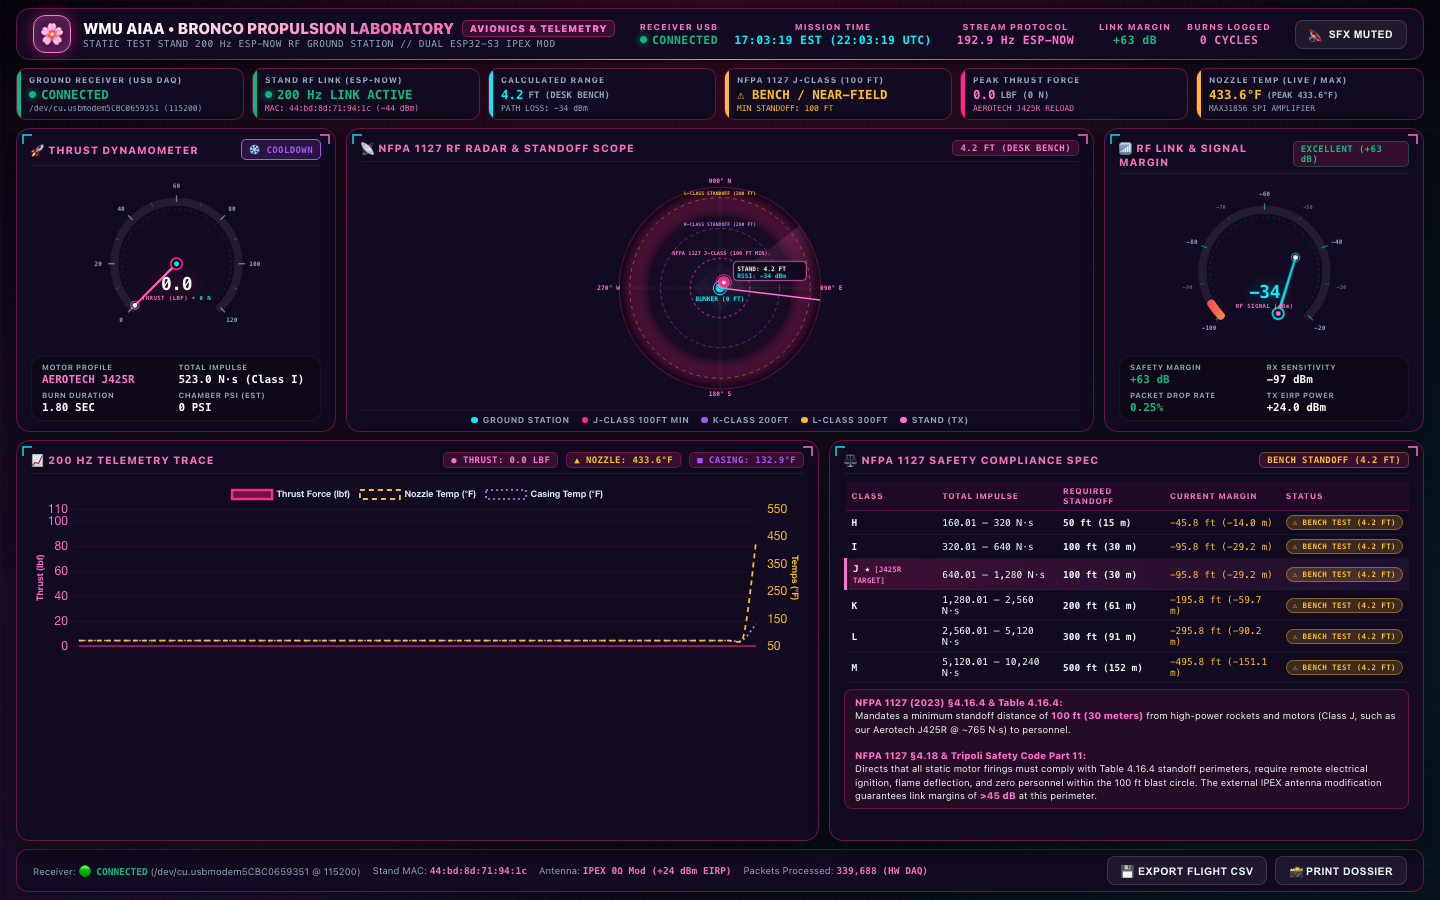 WMU AIAA • BRONCO PROPULSION LABORATORY
AVIONICS & TELEMETRY
STATIC TEST STAND 200 Hz ESP-NOW RF GROUND STATION // DUAL ESP32-S3 IPEX MOD
RECEIVER USB
CONNECTED
MISSION TIME
17:03:19 EST (22:03:19 UTC)
STREAM PROTOCOL
192.9 Hz ESP-NOW
LINK MARGIN
+63 dB
BURNS LOGGED
0 CYCLES
SFX MUTED
GROUND RECEIVER (USB DAQ)
CONNECTED
/dev/cu.usbmodem5CBC0659351 (115200)
STAND RF LINK (ESP-NOW)
200 Hz LINK ACTIVE
MAC: 44:bd:8d:71:94:1c (-44 dBm)
CALCULATED RANGE
4.2 FT (DESK BENCH)
PATH LOSS: -34 dBm
NFPA 1127 J-CLASS (100 FT)
⚠ BENCH / NEAR-FIELD
MIN STANDOFF: 100 FT
PEAK THRUST FORCE
0.0 LBF (0 N)
AEROTECH J425R RELOAD
NOZZLE TEMP (LIVE / MAX)
433.6°F (PEAK 433.6°F)
MAX31856 SPI AMPLIFIER
🚀 THRUST DYNAMOMETER
❄️ COOLDOWN
0
20
40
60
80
100
120
0.0
THRUST (LBF) • 0 N
MOTOR PROFILE
AEROTECH J425R
TOTAL IMPULSE
523.0 N·s (Class I)
BURN DURATION
1.80 SEC
CHAMBER PSI (EST)
0 PSI
📡 NFPA 1127 RF RADAR & STANDOFF SCOPE
4.2 FT (DESK BENCH)
000° N
K-CLASS STANDOFF (200 FT)
NFPA 1127 J-CLASS (100 FT MIN)
STAND: 4.2 FT
RSSI: -34 dBm
270° W
090° E
BUNKER (0 FT)
180° S
GROUND STATION
J-CLASS 100FT MIN
K-CLASS 200FT
L-CLASS 300FT
STAND (TX)
📶 RF LINK & SIGNAL MARGIN
EXCELLENT (+63 dB)
-100
-90
-80
-70
-60
-50
-40
-30
-20
-34
RF SIGNAL
SAFETY MARGIN
+63 dB
RX SENSITIVITY
-97 dBm
PACKET DROP RATE
0.25%
TX EIRP POWER
+24.0 dBm
📈 200 HZ TELEMETRY TRACE
● THRUST: 0.0 LBF
▲ NOZZLE: 433.6°F
■ CASING: 132.9°F
Thrust Force (lbf)
Nozzle Temp (°F)
Casing Temp (°F)
110
100
80
60
40
20
0
Thrust (lbf)
550
450
350
250
150
50
Temps (°F)
⚖️ NFPA 1127 SAFETY COMPLIANCE SPEC
BENCH STANDOFF (4.2 FT)
CLASS
TOTAL IMPULSE
REQUIRED
STANDOFF
CURRENT MARGIN
STATUS
H
160.01 – 320 N·s
50 ft (15 m)
-45.8 ft (-14.0 m)
⚠ BENCH TEST (4.2 FT)
I
320.01 – 640 N·s
100 ft (30 m)
-95.8 ft (-29.2 m)
⚠ BENCH TEST (4.2 FT)
J ★ [J425R
TARGET]
640.01 – 1,280 N·s
100 ft (30 m)
-95.8 ft (-29.2 m)
⚠ BENCH TEST (4.2 FT)
K
1,280.01 – 2,560
N·s
200 ft (61 m)
-195.8 ft (-59.7
m)
⚠ BENCH TEST (4.2 FT)
L
2,560.01 – 5,120
N·s
300 ft (91 m)
-295.8 ft (-90.2
m)
⚠ BENCH TEST (4.2 FT)
M
5,120.01 – 10,240
N·s
500 ft (152 m)
-495.8 ft (-151.1
m)
⚠ BENCH TEST (4.2 FT)
NFPA 1127 (2023) §4.16.4 & Table 4.16.4:
Mandates a minimum standoff distance of 100 ft (30 meters) from high-power rockets and motors (Class J, such as
our Aerotech J425R @ ~765 N·s) to personnel.
NFPA 1127 §4.18 & Tripoli Safety Code Part 11:
Directs that all static motor firings must comply with Table 4.16.4 standoff perimeters, require remote electrical
ignition, flame deflection, and zero personnel within the 100 ft blast circle. The external IPEX antenna modification
guarantees link margins of >45 dB at this perimeter.
Receiver: CONNECTED (/dev/cu.usbmodem5CBC0659351 @ 115200)
Stand MAC: 44:bd:8d:71:94:1c
Antenna: IPEX 0Ω Mod (+24 dBm EIRP)
Packets Processed: 339,688 (HW DAQ)
💾 EXPORT FLIGHT CSV
📸 PRINT DOSSIER